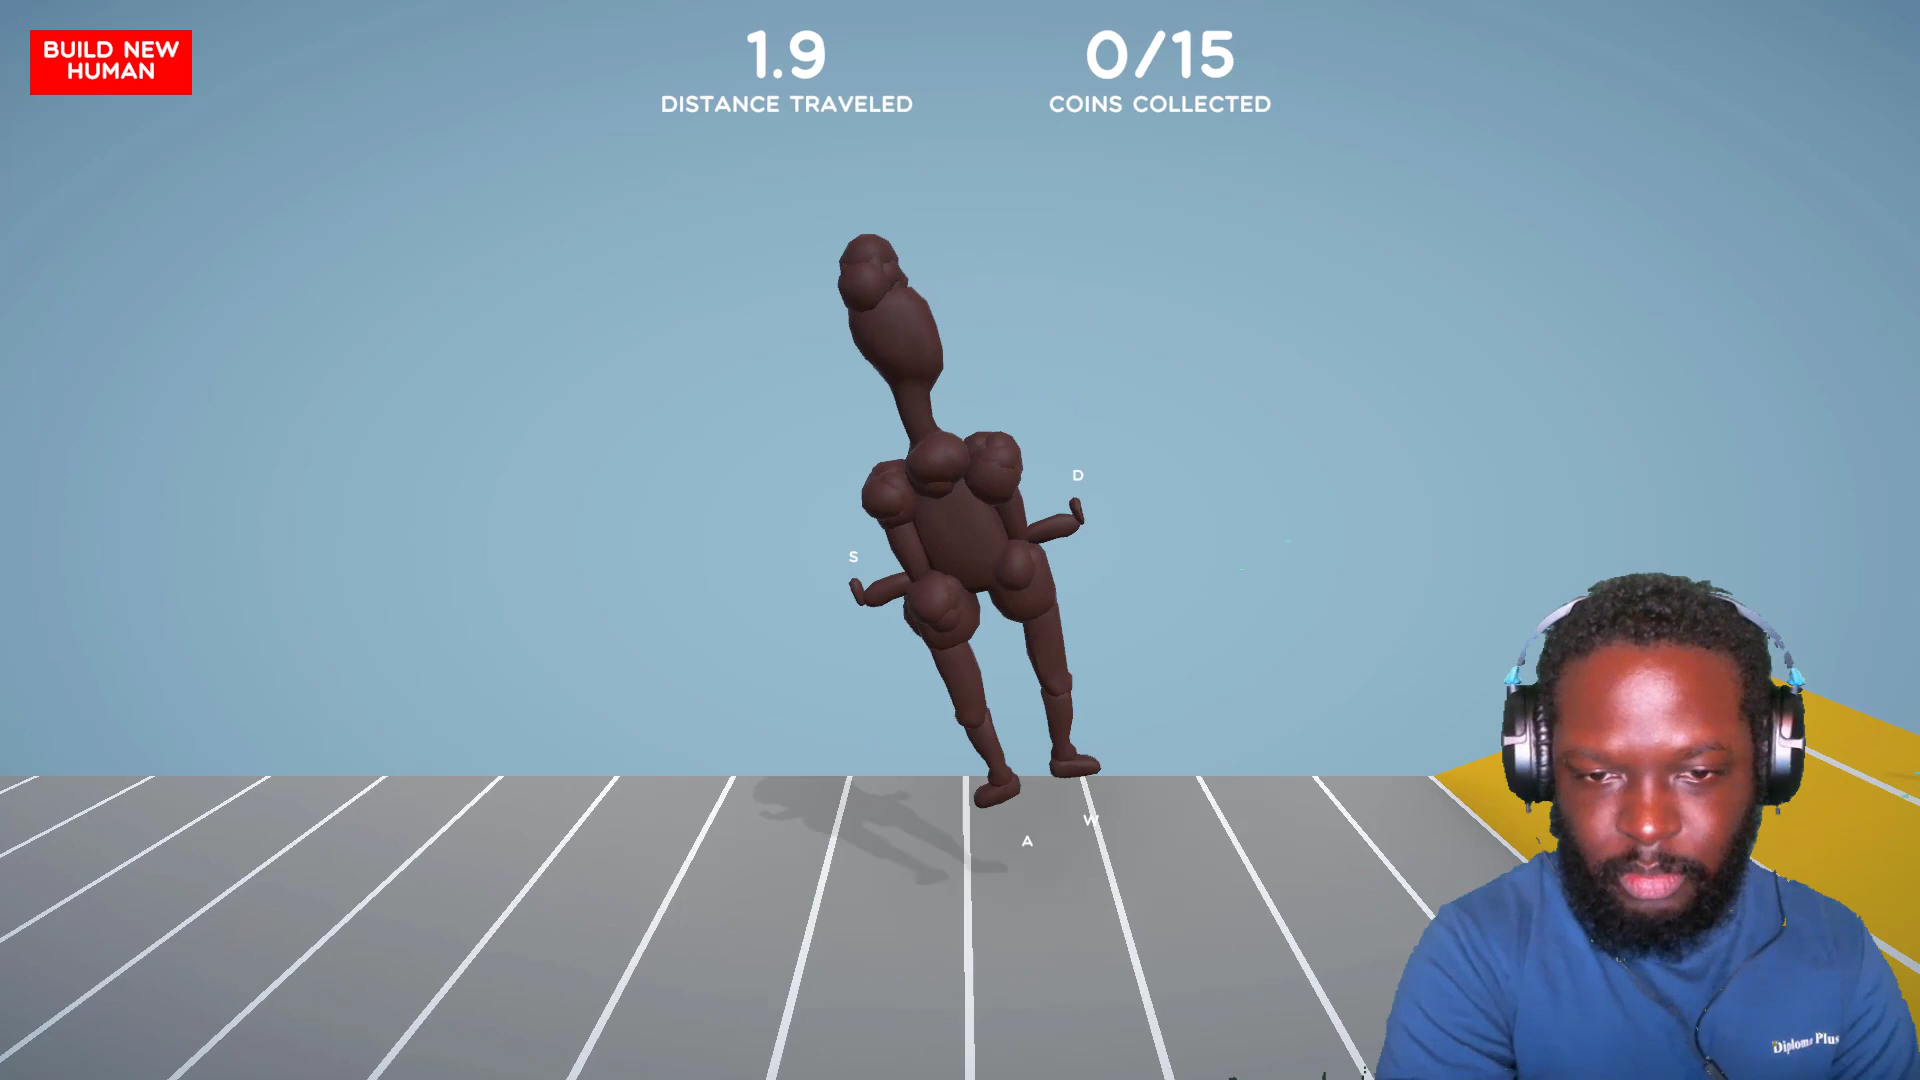 BUILD NEW
HUMAN
1.9
DISTANCE TRAVELED
0/15
COINS COLLECTED
D
S
W
A
Diploma Plus